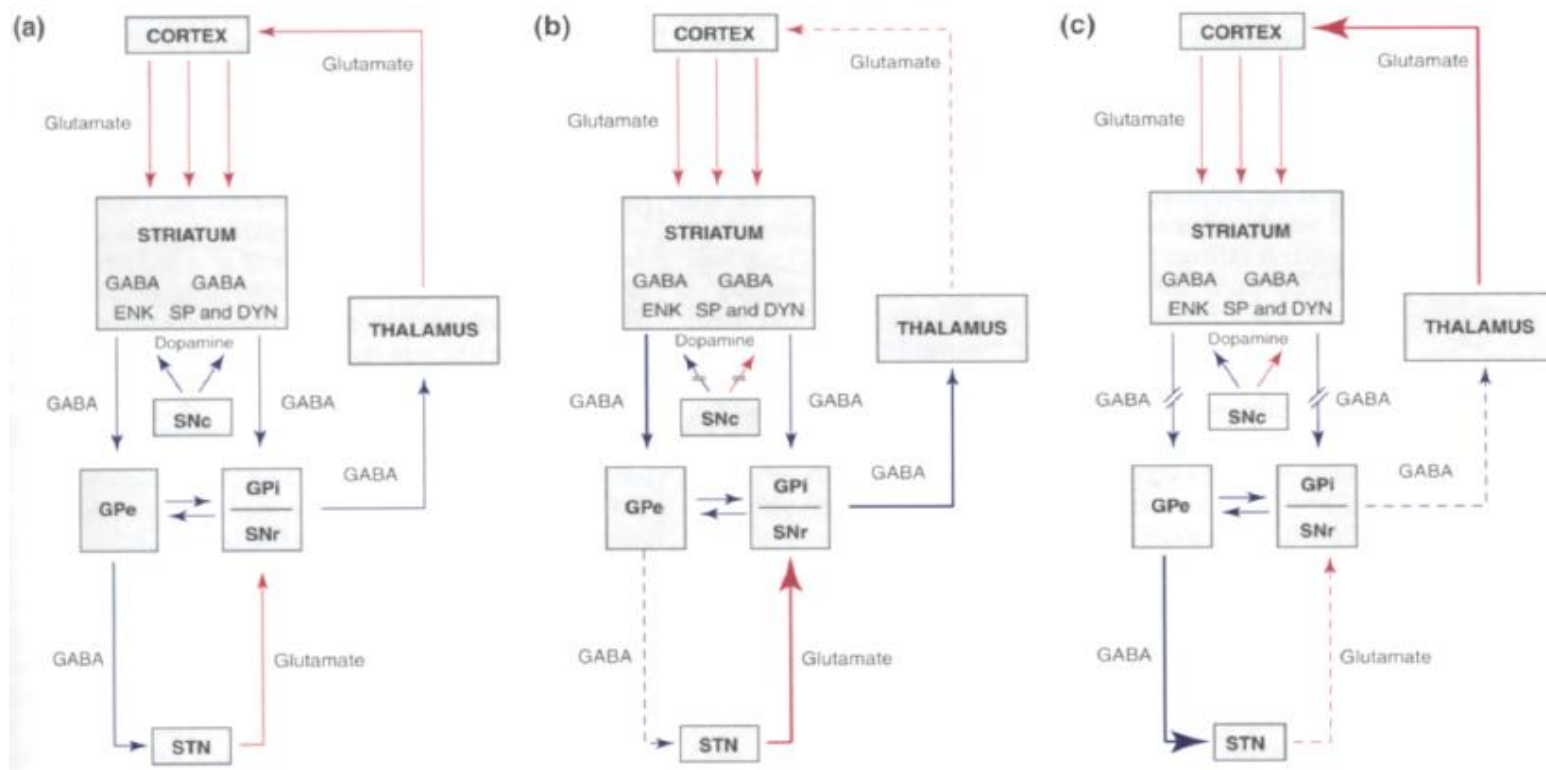 (a)
CORTEX
Glutamate
Glutamate
STRIATUM
GABA GABA
ENK SP and DYN
Dopamine
THALAMUS
GABA
SNc
GABA
GABA
GPe
GPi
SNr
GABA
Glutamate
STN
(b)
CORTEX
Glutamate
Glutamate
STRIATUM
GABA GABA
ENK SP and DYN
Dopamine
THALAMUS
GABA
SNc
GABA
GABA
GPe
GPi
SNr
GABA
Glutamate
STN
(c)
CORTEX
Glutamate
Glutamate
STRIATUM
GABA GABA
ENK SP and DYN
Dopamine
THALAMUS
GABA
SNc
GABA
GABA
GPe
GPi
SNr
GABA
Glutamate
STN